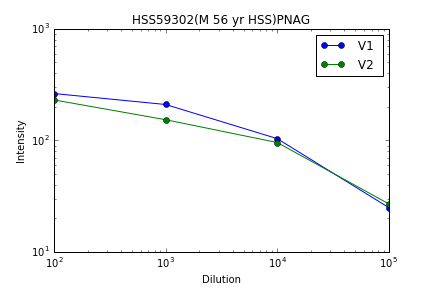 HSS59302(M 56 yr HSS)PNAG
10³
V1
V2
Intensity
10²
10¹
10² 10³ 10⁴ 10⁵
Dilution